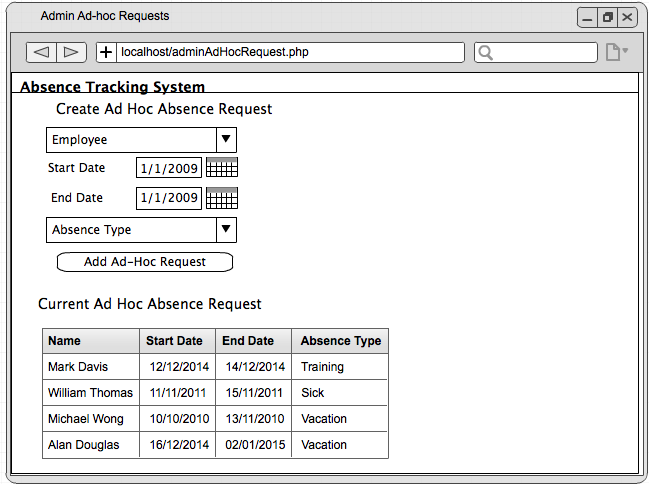 Admin Ad-hoc Requests
localhost/adminAdHocRequest.php
Absence Tracking System
Create Ad Hoc Absence Request
Employee
Start Date 1/1/2009
End Date 1/1/2009
Absence Type
Add Ad-Hoc Request
Current Ad Hoc Absence Request
Name Start Date End Date Absence Type
Mark Davis 12/12/2014 14/12/2014 Training
William Thomas 11/11/2011 15/11/2011 Sick
Michael Wong 10/10/2010 13/11/2010 Vacation
Alan Douglas 16/12/2014 02/01/2015 Vacation